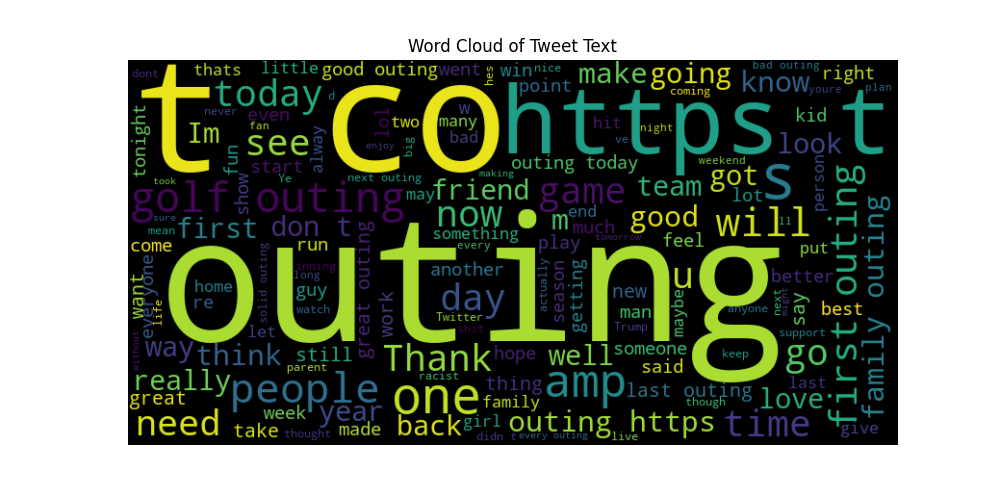 Word Cloud of Tweet Text
dont
thats
little
good outing
went
hes
win
nice
make
going
bad outing
youre
right
t co
https t
today
d
point
coming
know
plan
tonight
Im
see
never
even
fan
lol
two
w
many
bad
hit
night
kid
look
fun
alway
big
enjoy
ve
start
Ye
next outing
making
outing today
weekend
got
s
person
golf outing
show
took
may
friend
game
team
lot
first outing
family outing
sure
mean
first
don t
now
something
m
end
much
good
will
ll
come
everyone
run
inning
great outing
every
play
tomorrow
feel
put
outing
want
home
re
long
guy
watch
solid outing
another
day
actually
season
getting
new
man
u
maybe
better
next
might
say
best
anyone
life
let
work
Twitter
shit
Trump
support
without
way
think
still
parent
Thank
hope
well
someone
said
keep
go
really
people
racist
thing
amp
last outing
last
love
though
great
week
year
one
family
need
take
thought
made
back
girl
didn t
every outing
outing https
live
time
give